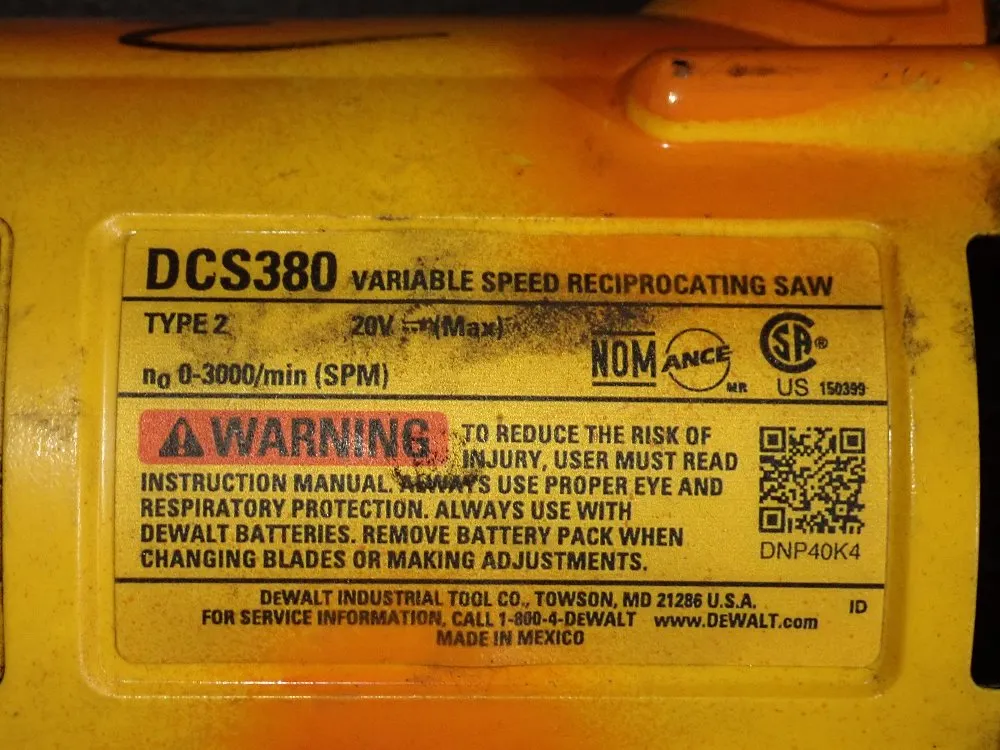 DCS380 VARIABLE SPEED RECIPROCATING SAW
TYPE 2 20V ⎓ (Max)
n₀ 0-3000/min (SPM)
NOM ANCE MR
CSA ® US 150399
WARNING TO REDUCE THE RISK OF
INJURY, USER MUST READ
INSTRUCTION MANUAL. ALWAYS USE PROPER EYE AND
RESPIRATORY PROTECTION. ALWAYS USE WITH
DEWALT BATTERIES. REMOVE BATTERY PACK WHEN
CHANGING BLADES OR MAKING ADJUSTMENTS.
DNP40K4
DEWALT INDUSTRIAL TOOL CO., TOWSON, MD 21286 U.S.A.
FOR SERVICE INFORMATION, CALL 1-800-4-DEWALT www.DEWALT.com
MADE IN MEXICO
ID